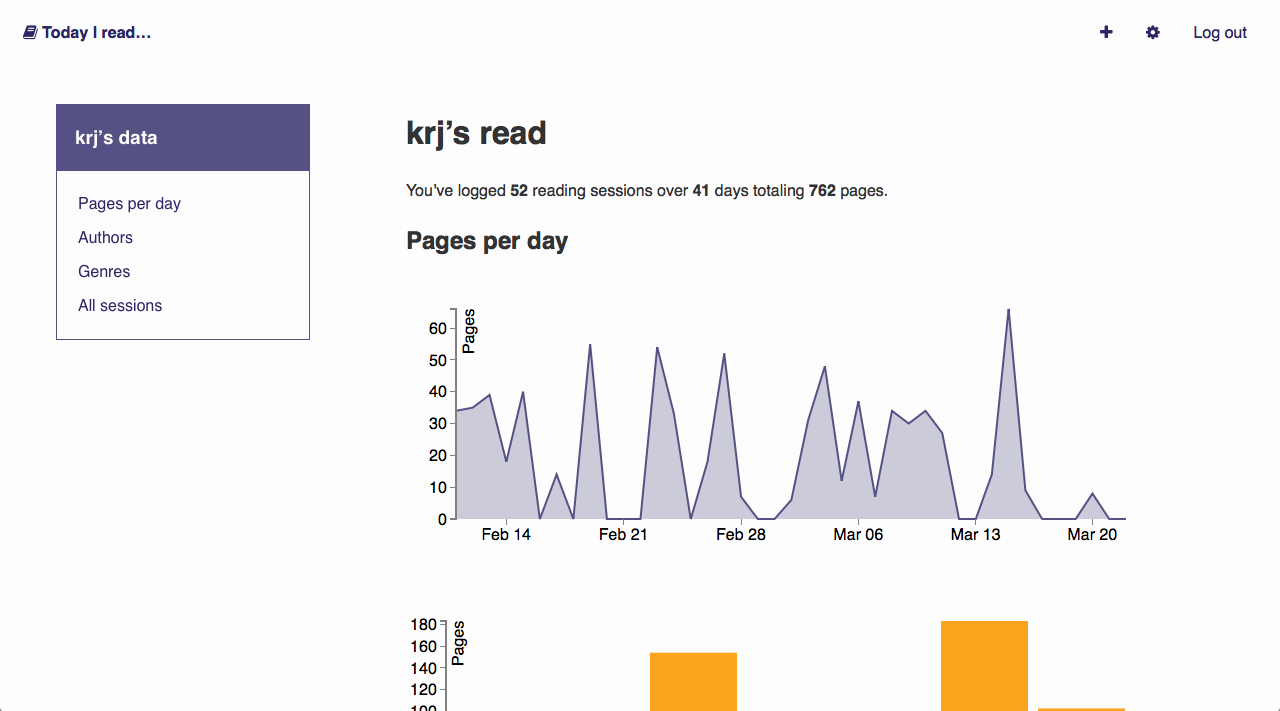 Today I read…
Log out
krj’s data
Pages per day
Authors
Genres
All sessions
krj’s read
You’ve logged 52 reading sessions over 41 days totaling 762 pages.
Pages per day
Pages
60
50
40
30
20
10
0
Feb 14 Feb 21 Feb 28 Mar 06 Mar 13 Mar 20
Pages
180
160
140
120
100